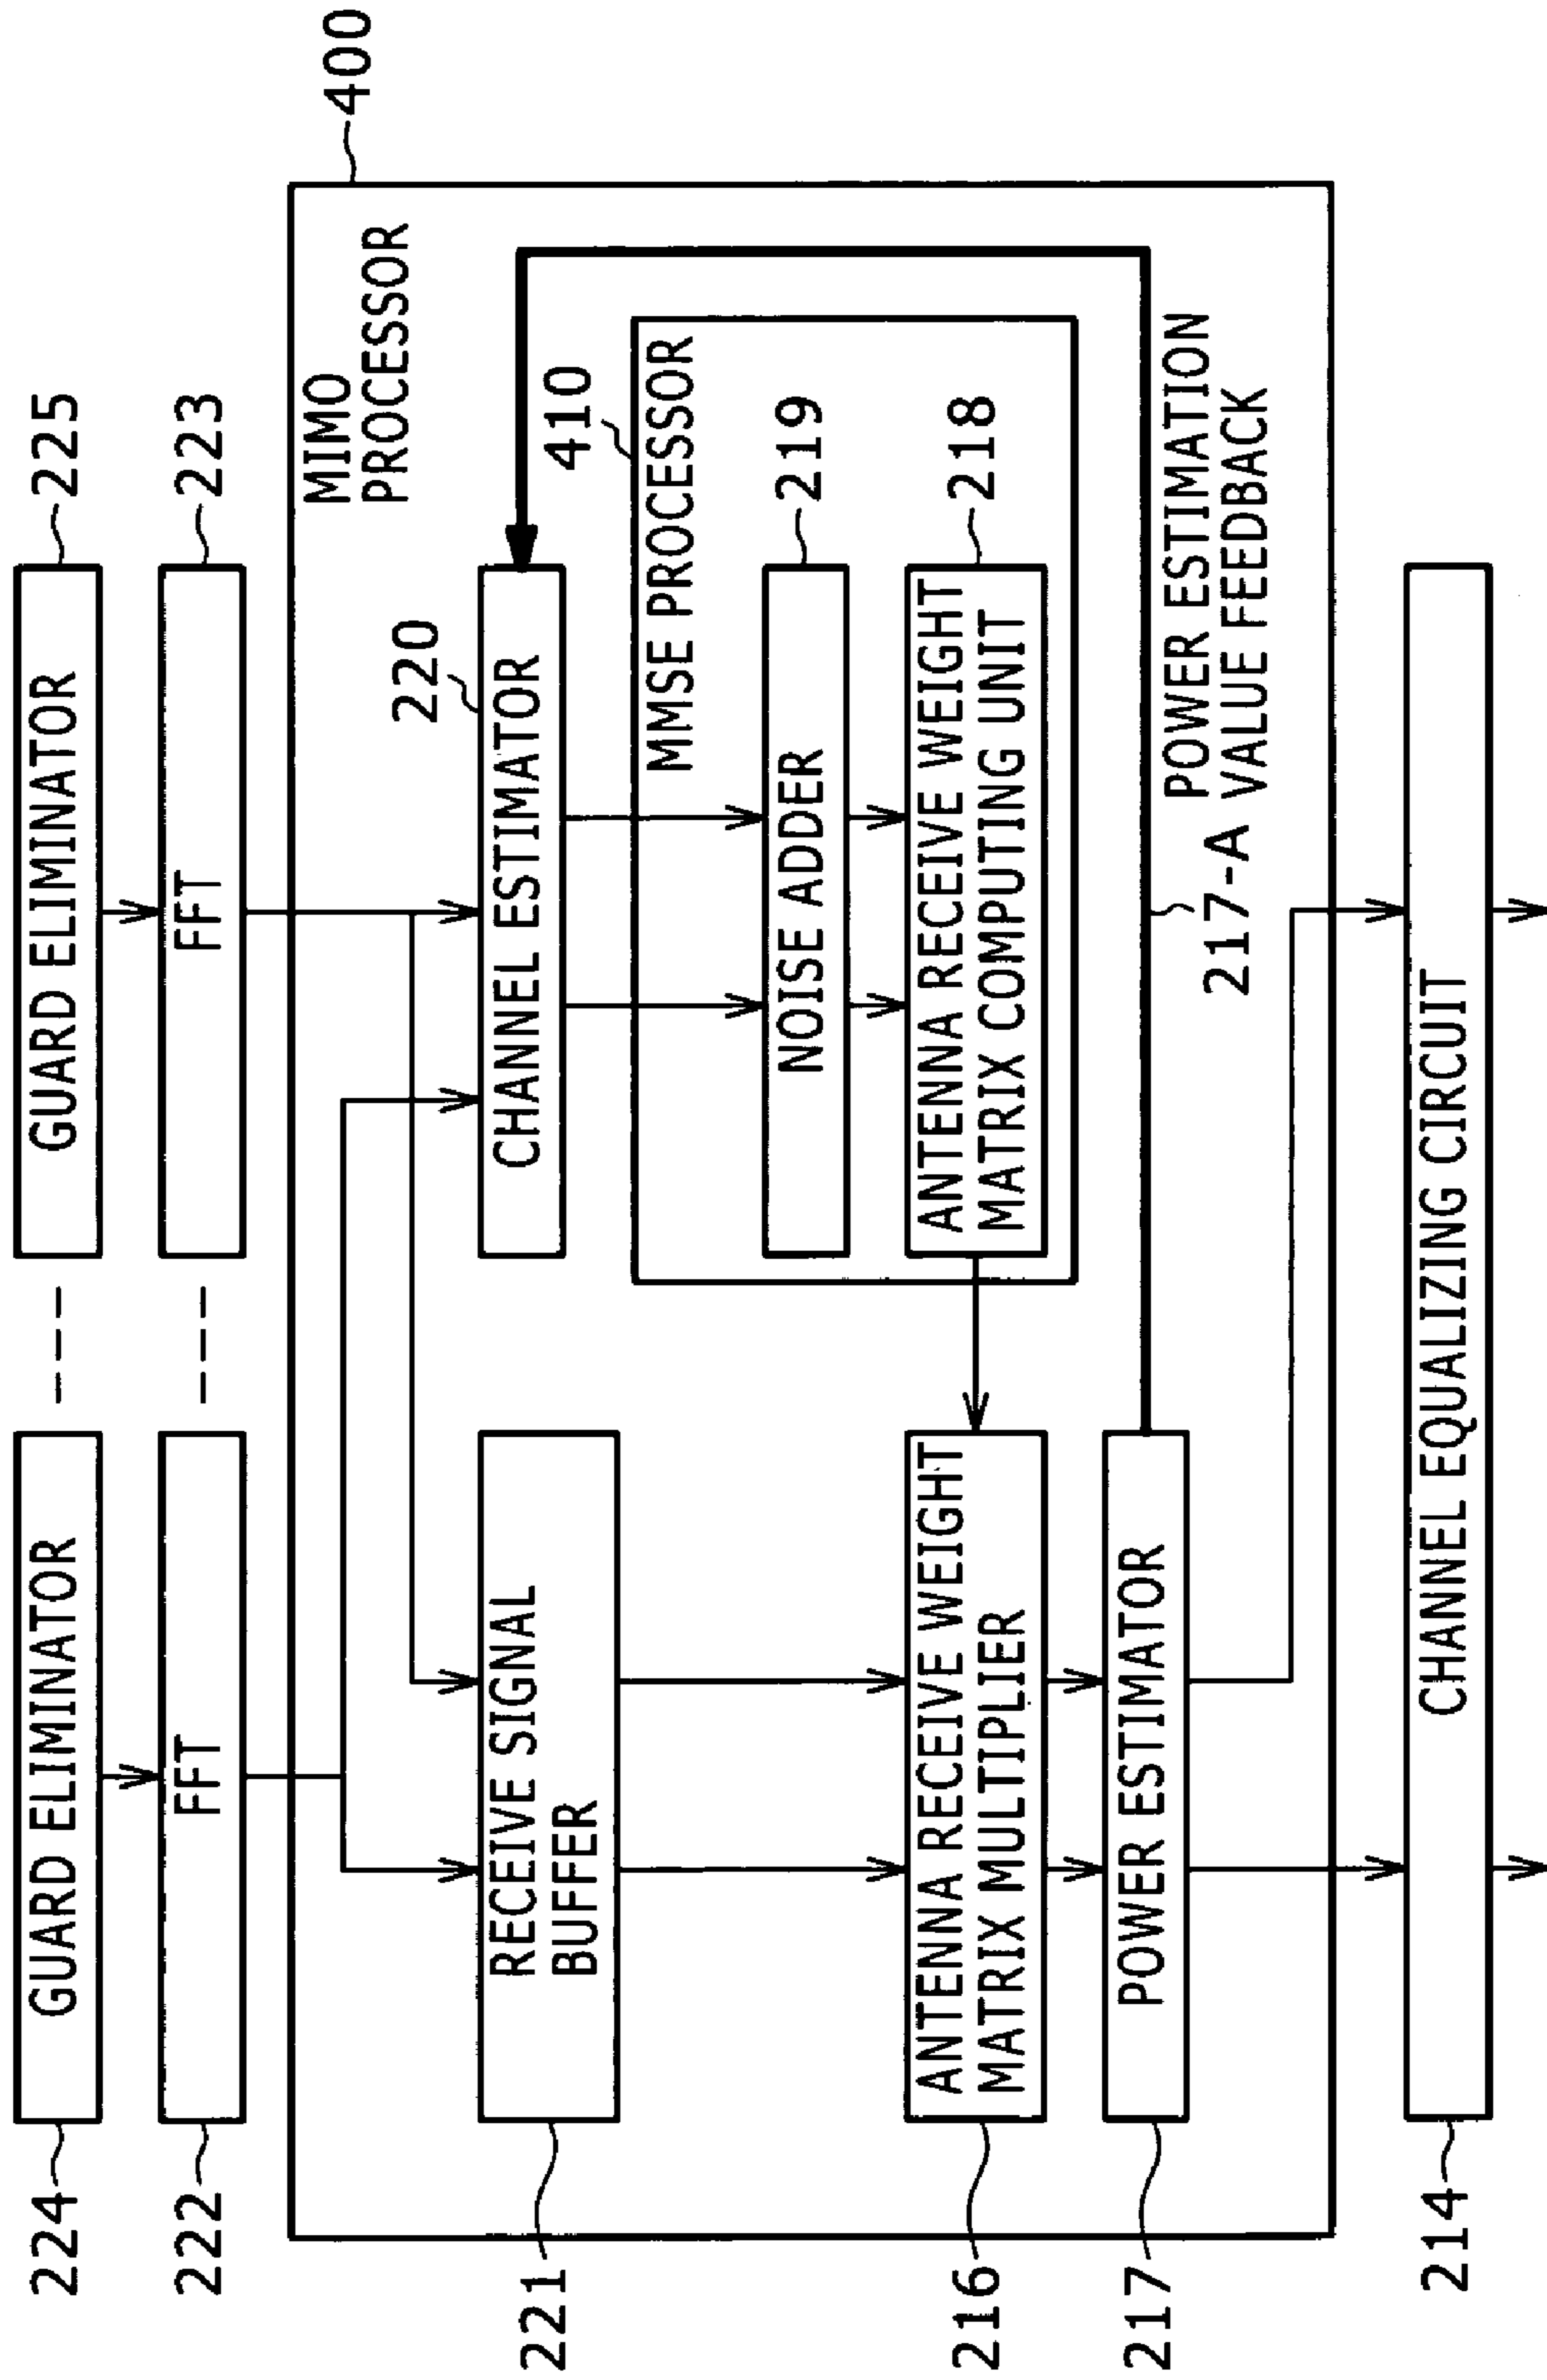 224
GUARD ELIMINATOR
GUARD ELIMINATOR
225
222
FFT
FFT
223
400
MIMO
PROCESSOR
221
RECEIVE SIGNAL
BUFFER
220
CHANNEL ESTIMATOR
410
MMSE PROCESSOR
NOISE ADDER
219
216
ANTENNA RECEIVE WEIGHT
MATRIX MULTIPLIER
ANTENNA RECEIVE WEIGHT
MATRIX COMPUTING UNIT
218
217
POWER ESTIMATOR
217-A
POWER ESTIMATION
VALUE FEEDBACK
214
CHANNEL EQUALIZING CIRCUIT